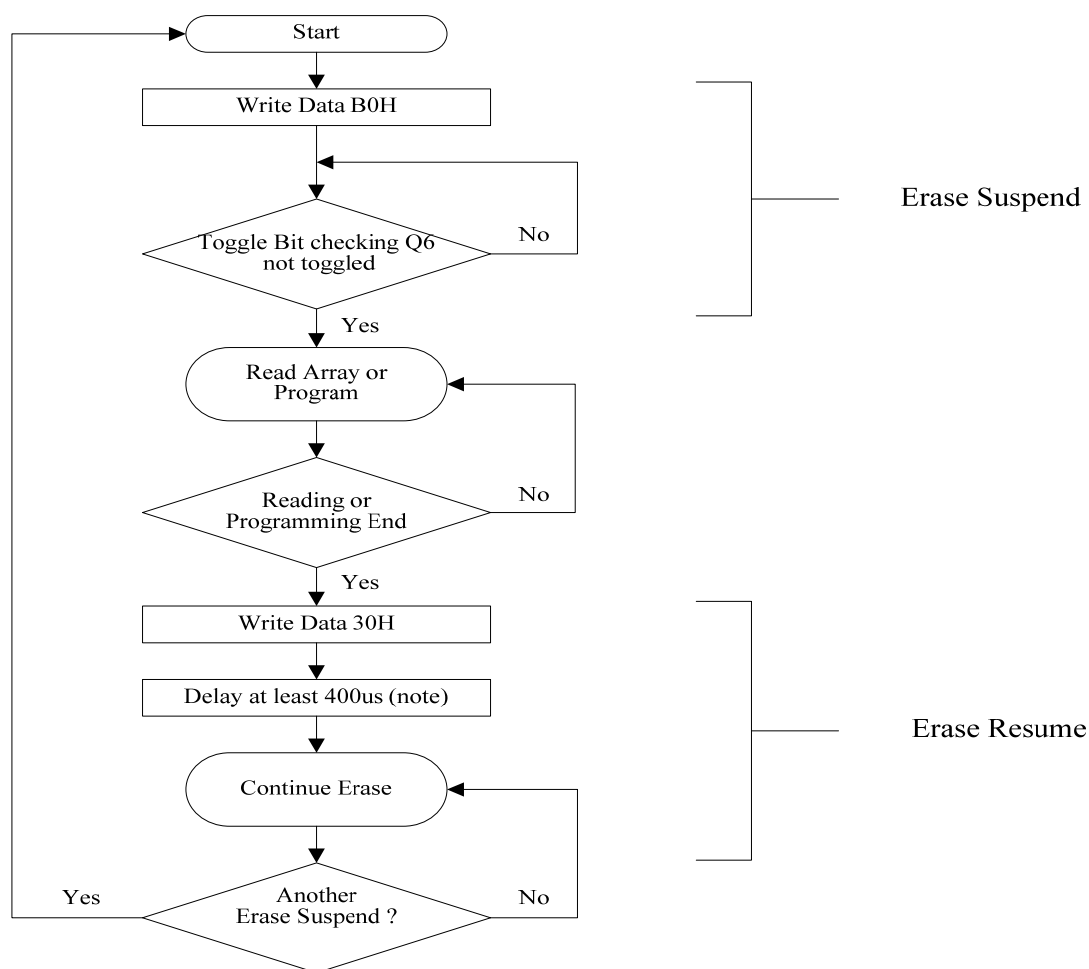 Start
Write Data B0H
Erase Suspend
Toggle Bit checking Q6
not toggled
No
Yes
Read Array or
Program
Reading or
Programming End
No
Yes
Write Data 30H
Delay at least 400us (note)
Erase Resume
Continue Erase
Another
Erase Suspend ?
Yes
No